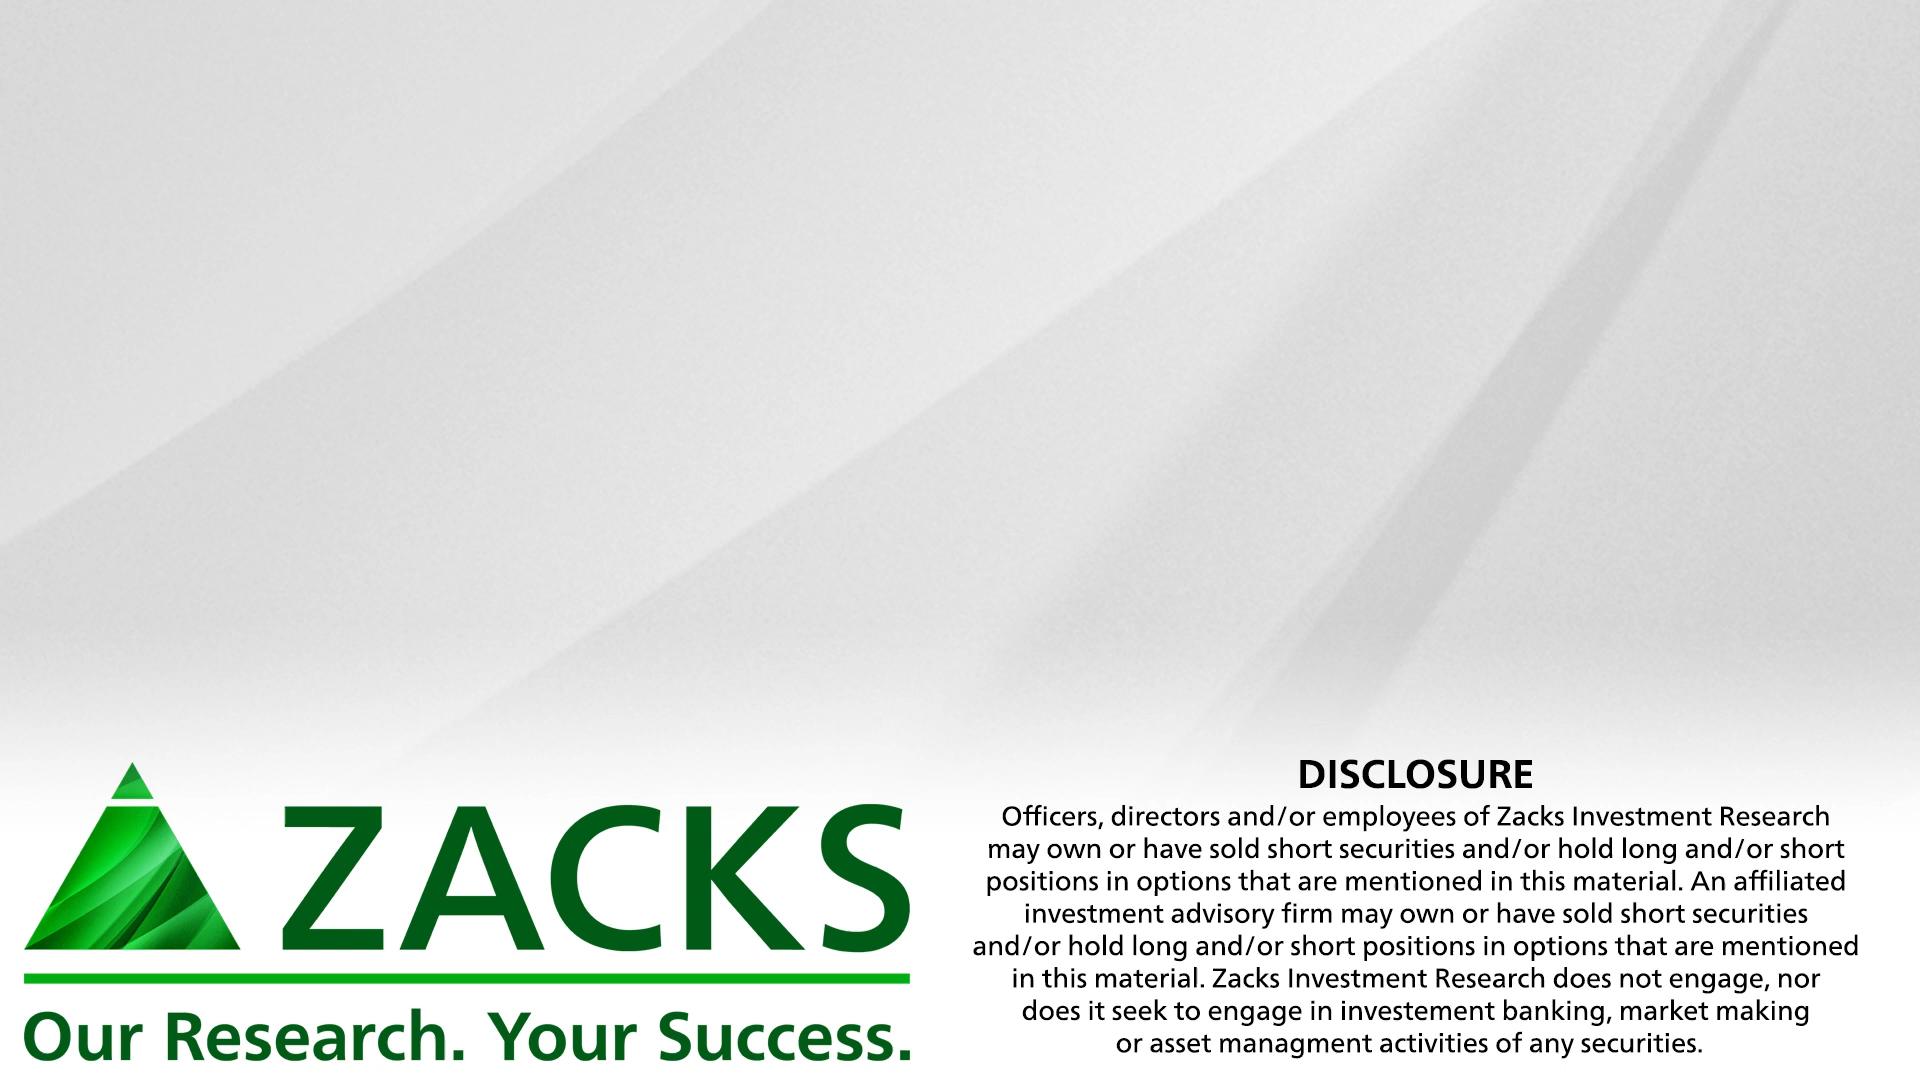 ZACKS
Our Research. Your Success.
DISCLOSURE
Officers, directors and/or employees of Zacks Investment Research
may own or have sold short securities and/or hold long and/or short
positions in options that are mentioned in this material. An affiliated
investment advisory firm may own or have sold short securities
and/or hold long and/or short positions in options that are mentioned
in this material. Zacks Investment Research does not engage, nor
does it seek to engage in investement banking, market making
or asset managment activities of any securities.